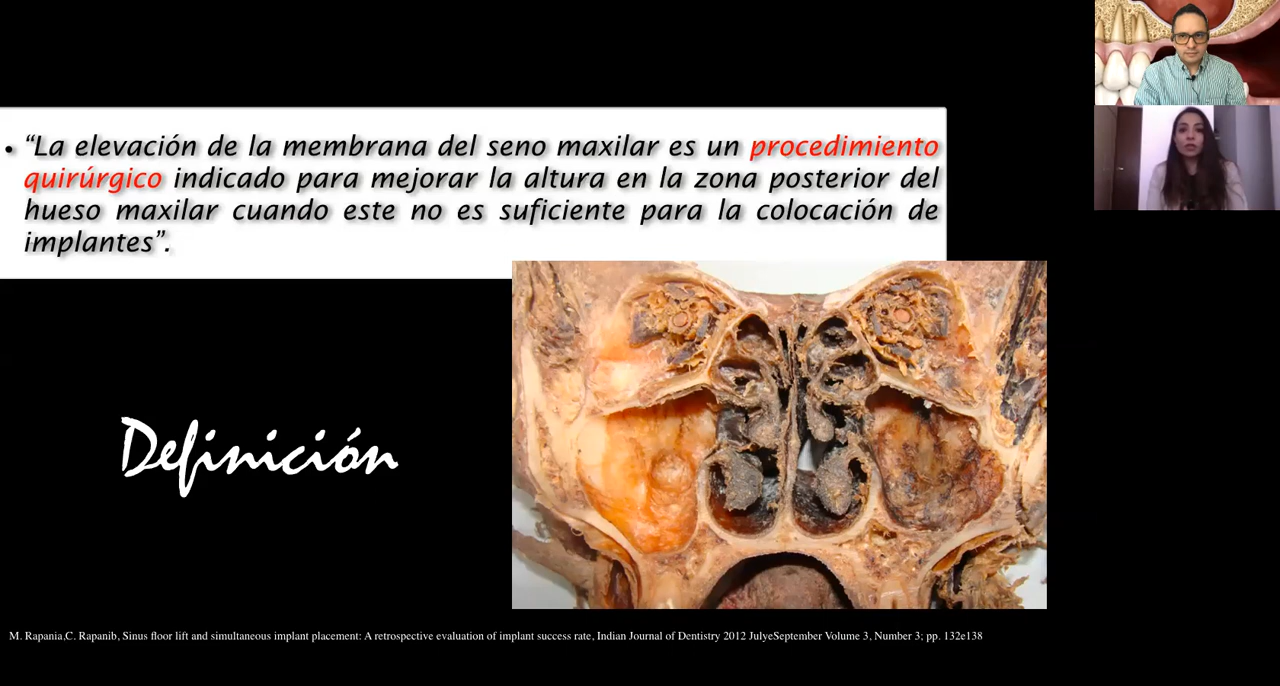 • “La elevación de la membrana del seno maxilar es un procedimiento
quirúrgico indicado para mejorar la altura en la zona posterior del
hueso maxilar cuando este no es suficiente para la colocación de
implantes”.
Definición
M. Rapania,C. Rapanib, Sinus floor lift and simultaneous implant placement: A retrospective evaluation of implant success rate, Indian Journal of Dentistry 2012 JulyeSeptember Volume 3, Number 3; pp. 132e138